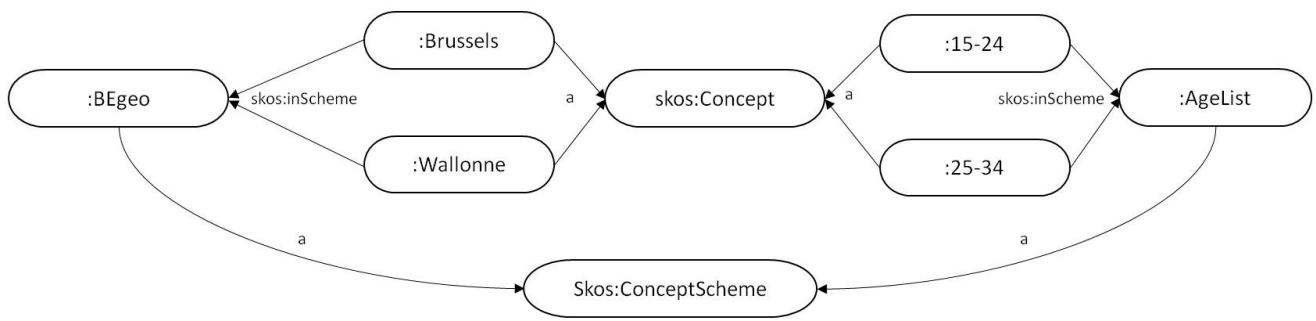 :Brussels
:15-24
:BEgeo
skos:inScheme
a
skos:Concept
a
skos:inScheme
:AgeList
:Wallonne
:25-34
a
a
Skos:ConceptScheme